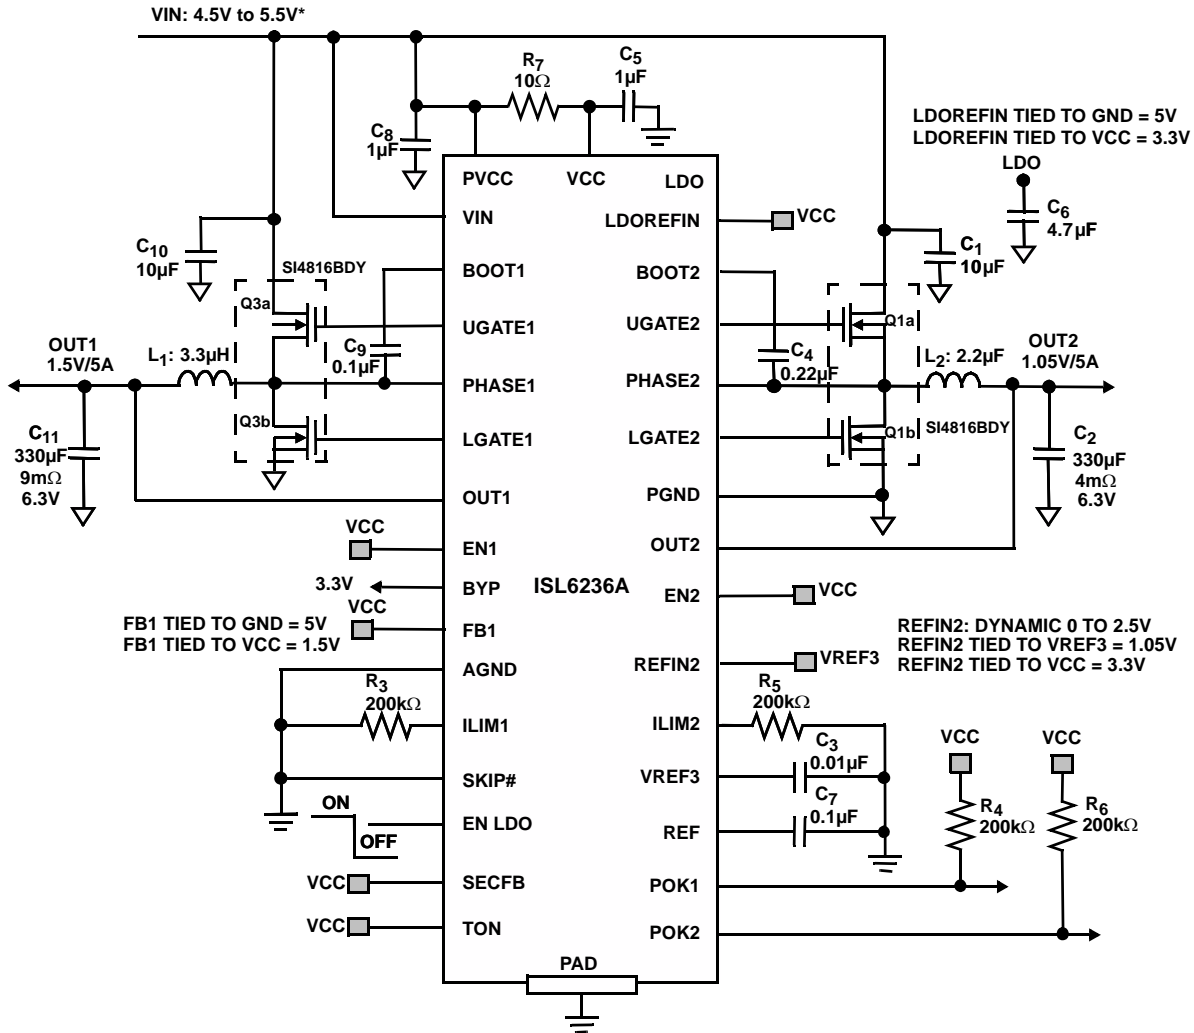 VIN: 4.5V to 5.5V*
R7
10Ω
C5
1µF
C8
1µF
LDOREFIN TIED TO GND = 5V
LDOREFIN TIED TO VCC = 3.3V
LDO
C6
4.7µF
PVCC
VCC
LDO
VIN
LDOREFIN
VCC
C10
10µF
C1
10µF
SI4816BDY
BOOT1
BOOT2
Q3a
UGATE1
UGATE2
Q1a
OUT1
1.5V/5A
L1: 3.3µH
C9
0.1µF
PHASE1
PHASE2
C4
0.22µF
L2: 2.2µF
OUT2
1.05V/5A
Q3b
LGATE1
LGATE2
Q1b
SI4816BDY
C11
330µF
9mΩ
6.3V
C2
330µF
4mΩ
6.3V
OUT1
PGND
VCC
EN1
OUT2
3.3V
BYP
ISL6236A
EN2
VCC
VCC
FB1
FB1 TIED TO GND = 5V
FB1 TIED TO VCC = 1.5V
REFIN2: DYNAMIC 0 TO 2.5V
REFIN2 TIED TO VREF3 = 1.05V
REFIN2 TIED TO VCC = 3.3V
AGND
REFIN2
VREF3
R3
200kΩ
ILIM1
R5
200kΩ
ILIM2
C3
0.01µF
VREF3
SKIP#
C7
0.1µF
REF
ON
OFF
EN LDO
VCC
VCC
R4
200kΩ
R6
200kΩ
VCC
SECFB
POK1
VCC
TON
POK2
PAD